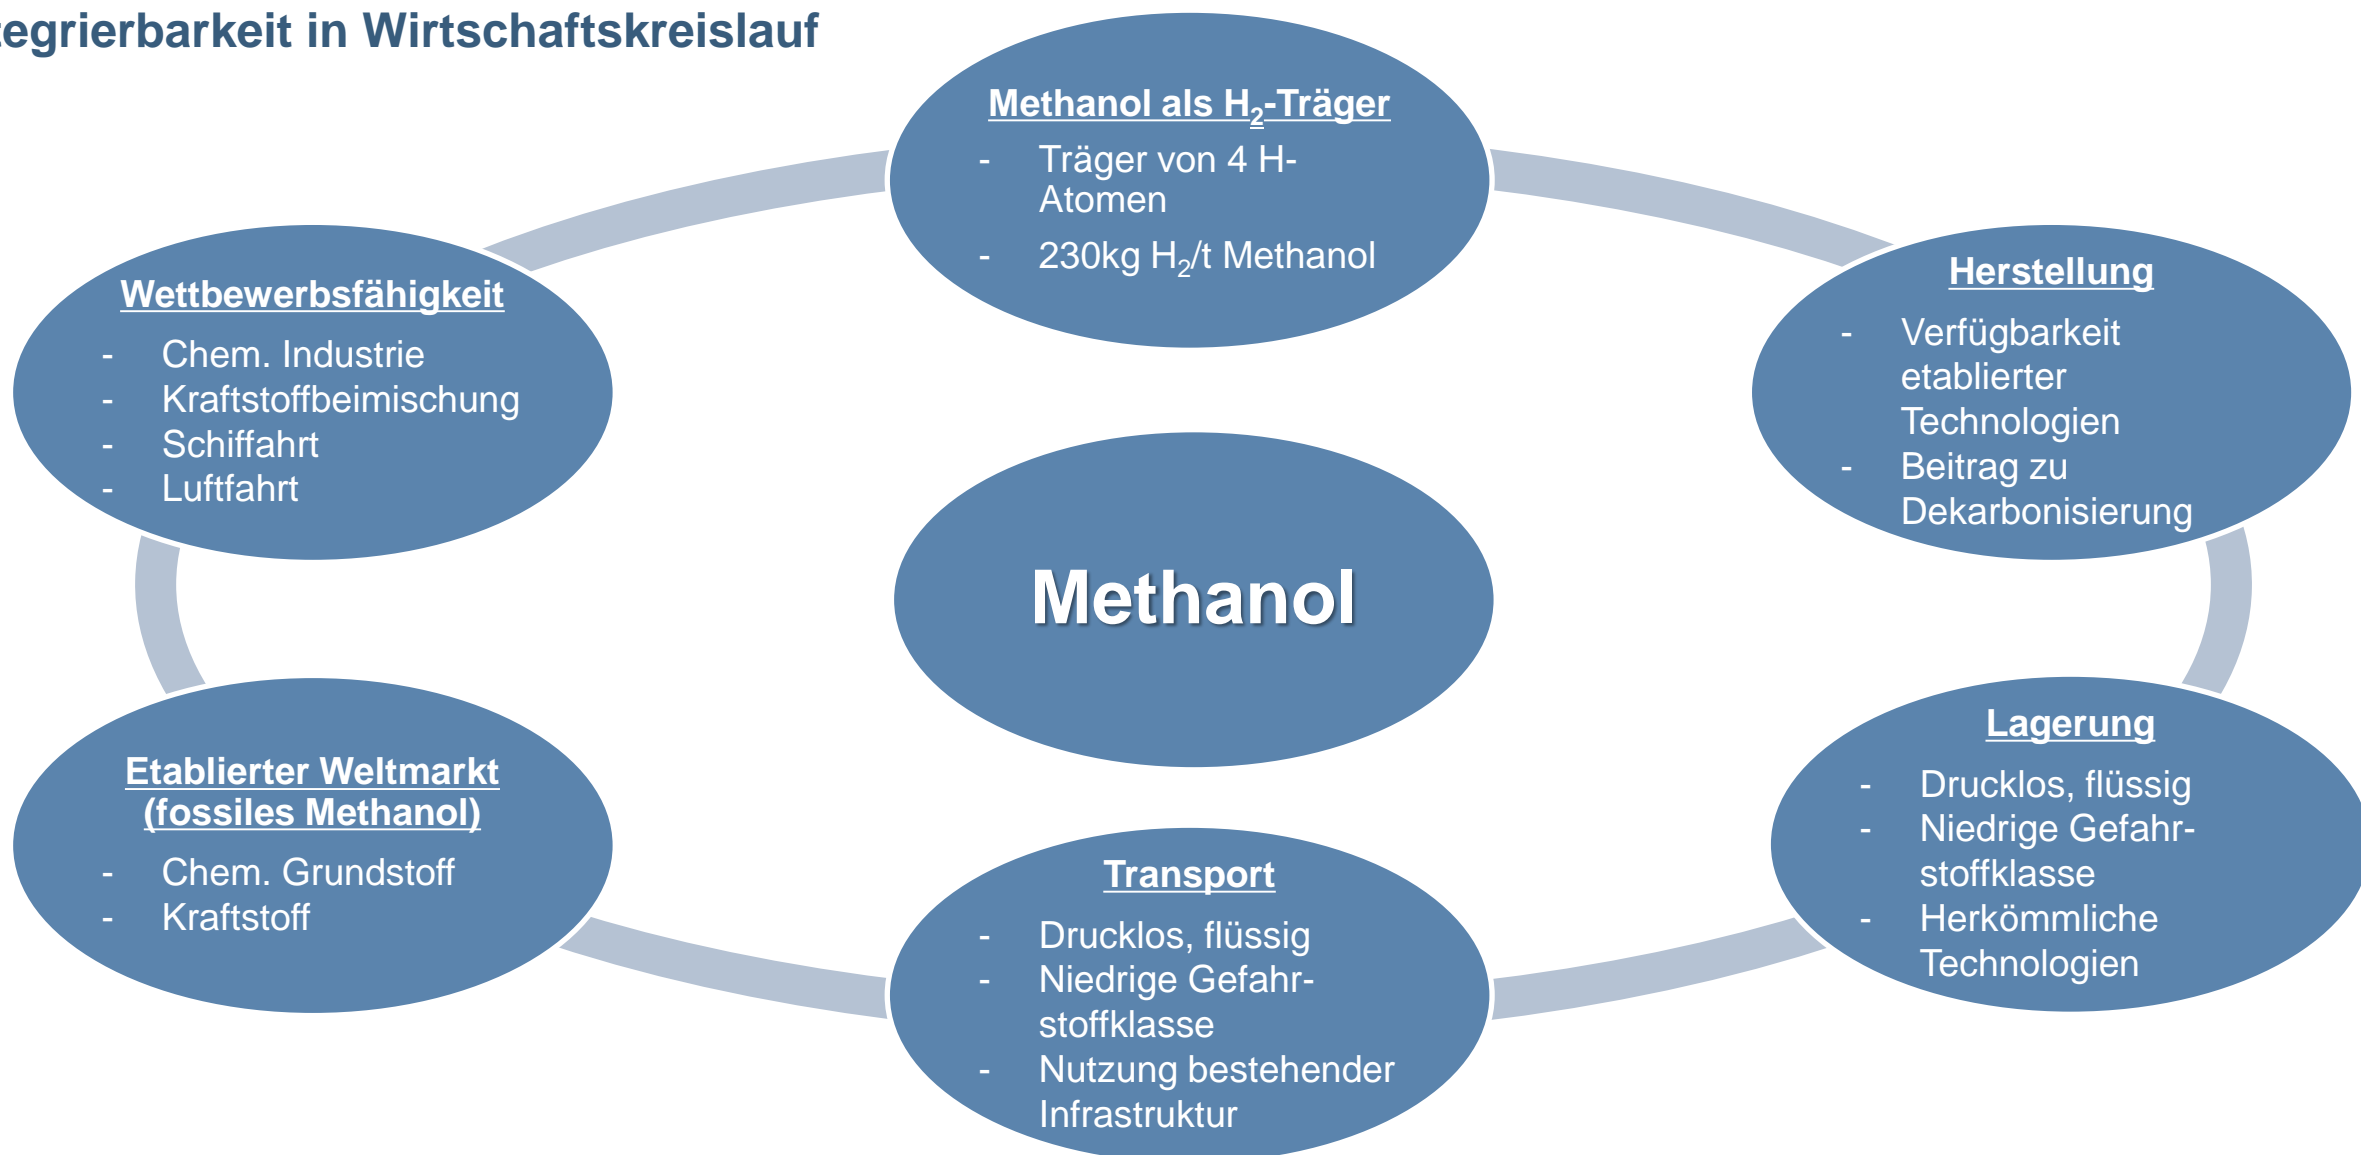 tegrierbarkeit in Wirtschaftskreislauf
Methanol als H₂-Träger
- Träger von 4 H-
Atomen
- 230kg H₂/t Methanol
Herstellung
- Verfügbarkeit
etablierter
Technologien
- Beitrag zu
Dekarbonisierung
Lagerung
- Drucklos, flüssig
- Niedrige Gefahr-
stoffklasse
- Herkömmliche
Technologien
Transport
- Drucklos, flüssig
- Niedrige Gefahr-
stoffklasse
- Nutzung bestehender
Infrastruktur
Etablierter Weltmarkt
(fossiles Methanol)
- Chem. Grundstoff
- Kraftstoff
Wettbewerbsfähigkeit
- Chem. Industrie
- Kraftstoffbeimischung
- Schiffahrt
- Luftfahrt
Methanol